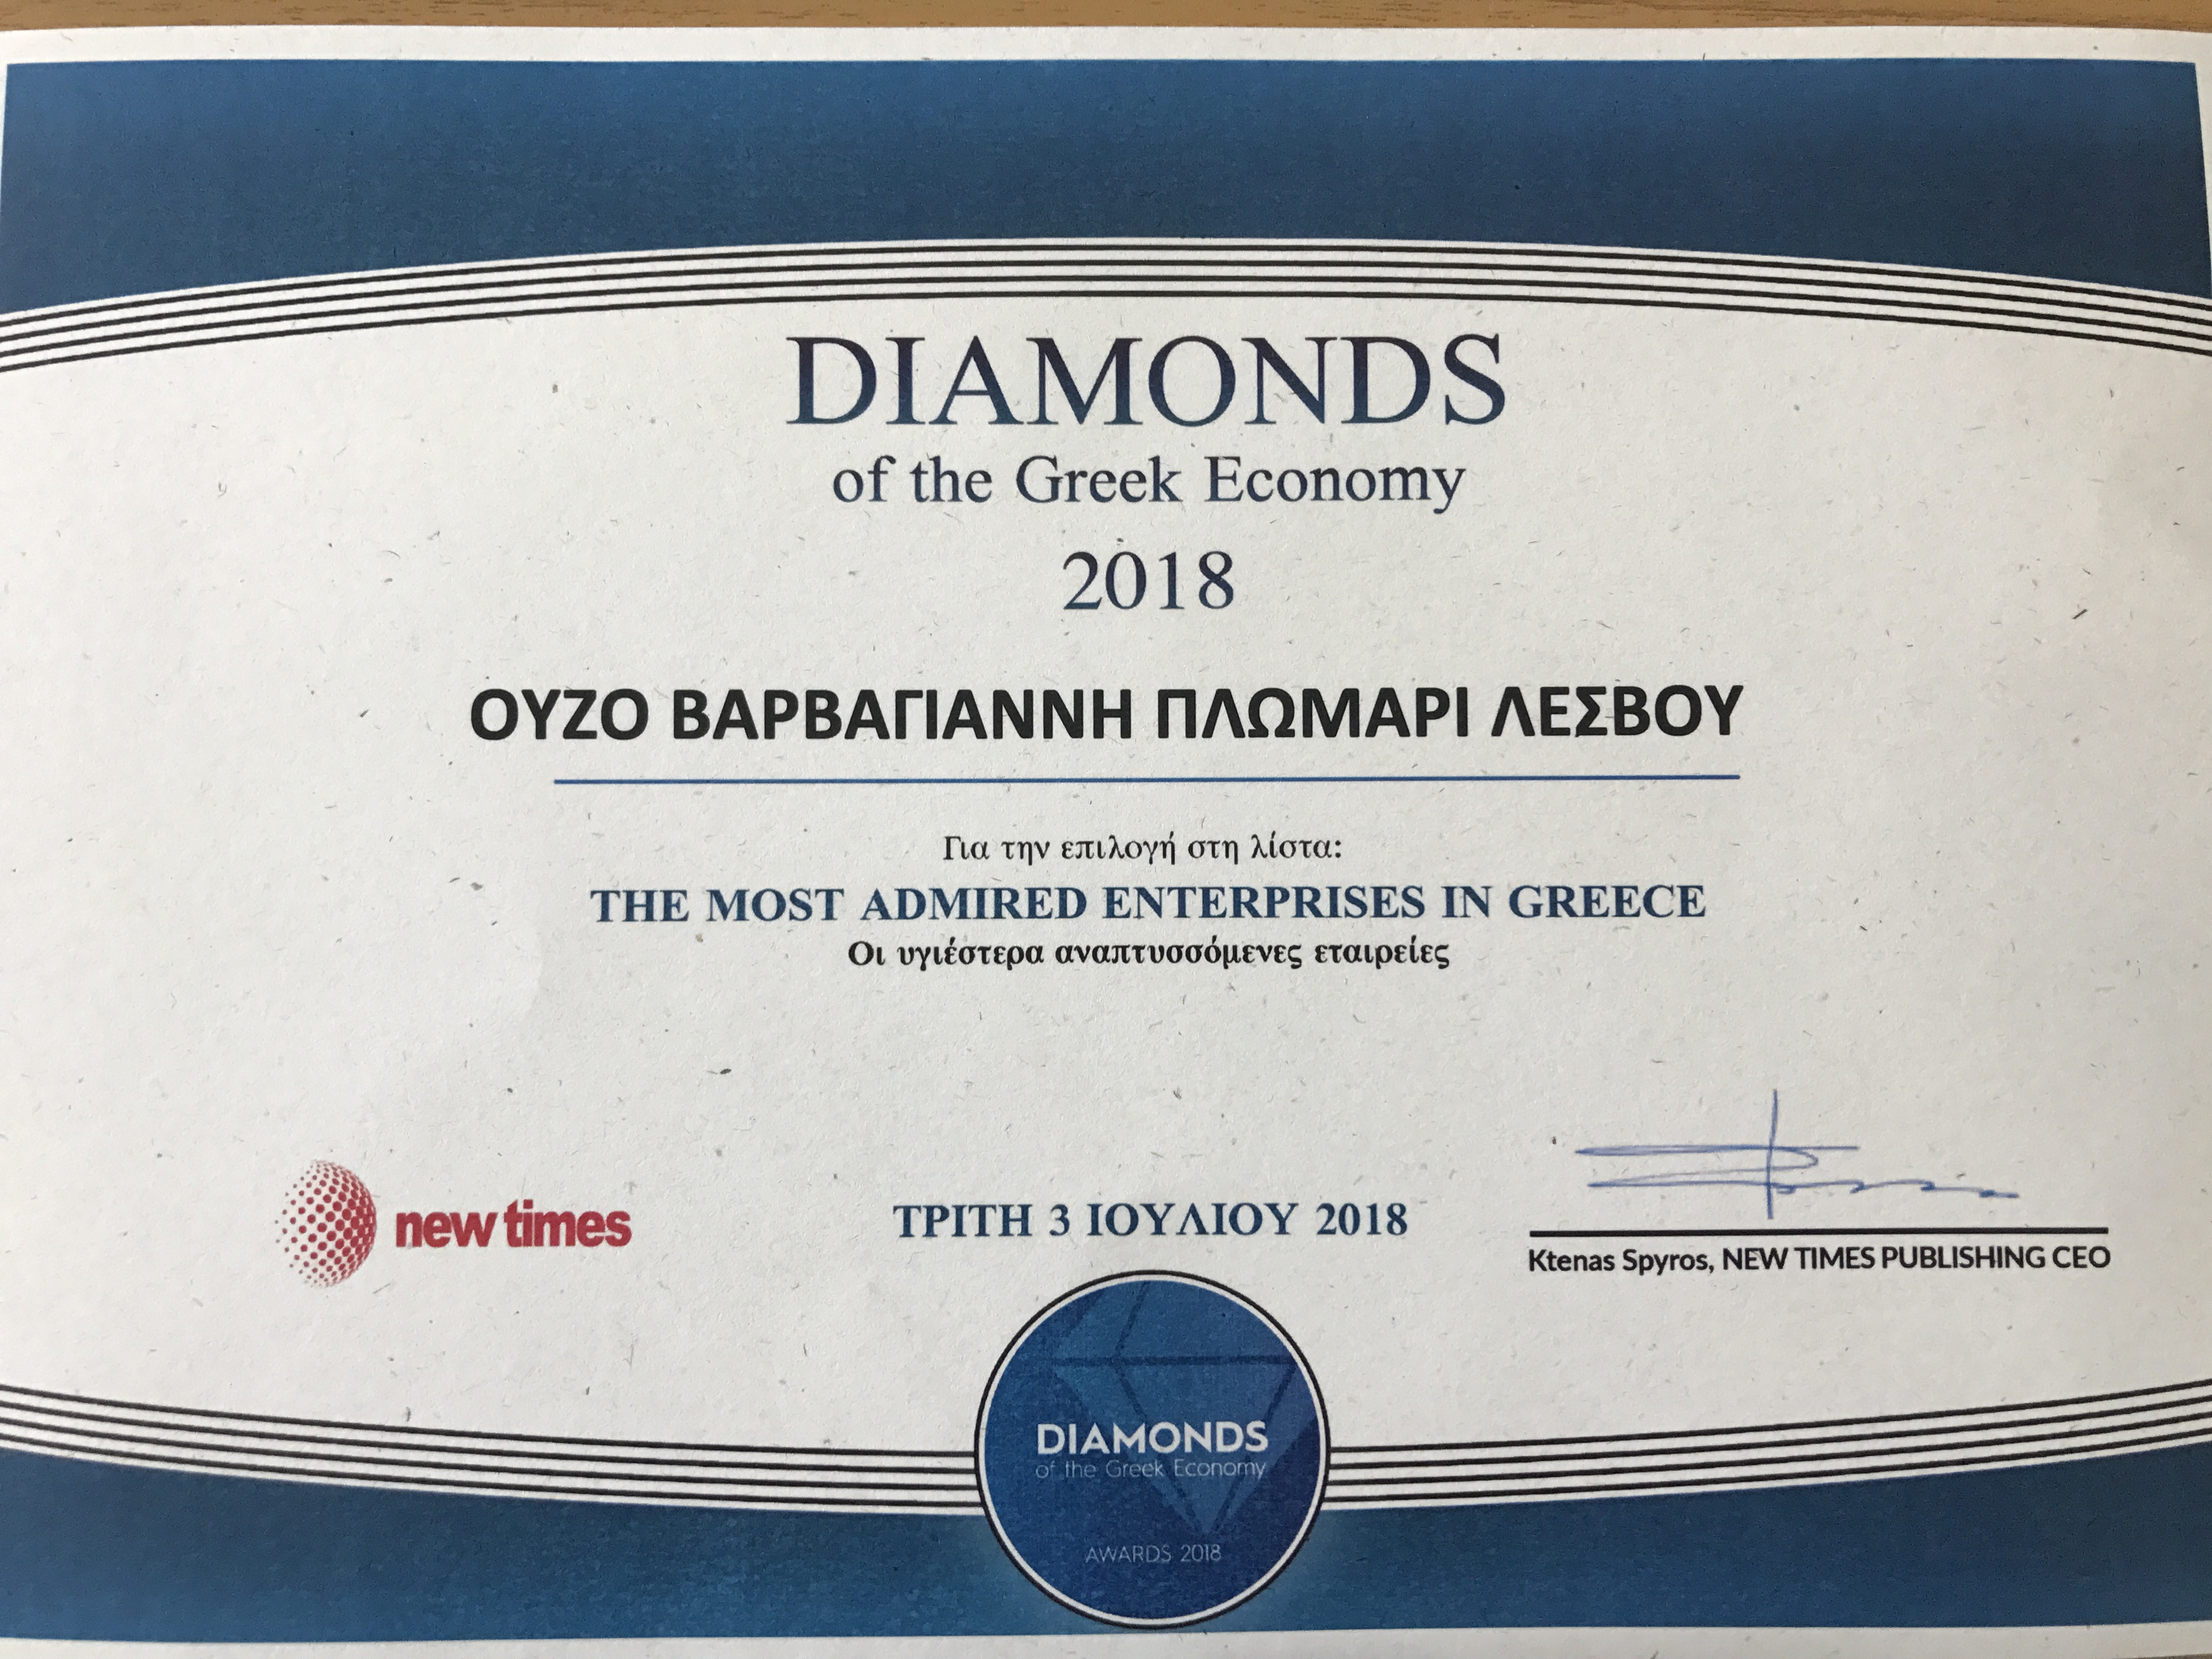 DIAMONDS
of the Greek Economy
2018
ΟΥΖΟ ΒΑΡΒΑΓΙΑΝΝΗ ΠΛΩΜΑΡΙ ΛΕΣΒΟΥ
Για την επιλογή στη λίστα:
THE MOST ADMIRED ENTERPRISES IN GREECE
Οι υγιέστερα αναπτυσσόμενες εταιρείες
new times
ΤΡΙΤΗ 3 ΙΟΥΛΙΟΥ 2018
Ktenas Spyros, NEW TIMES PUBLISHING CEO
DIAMONDS
of the Greek Economy
AWARDS 2018